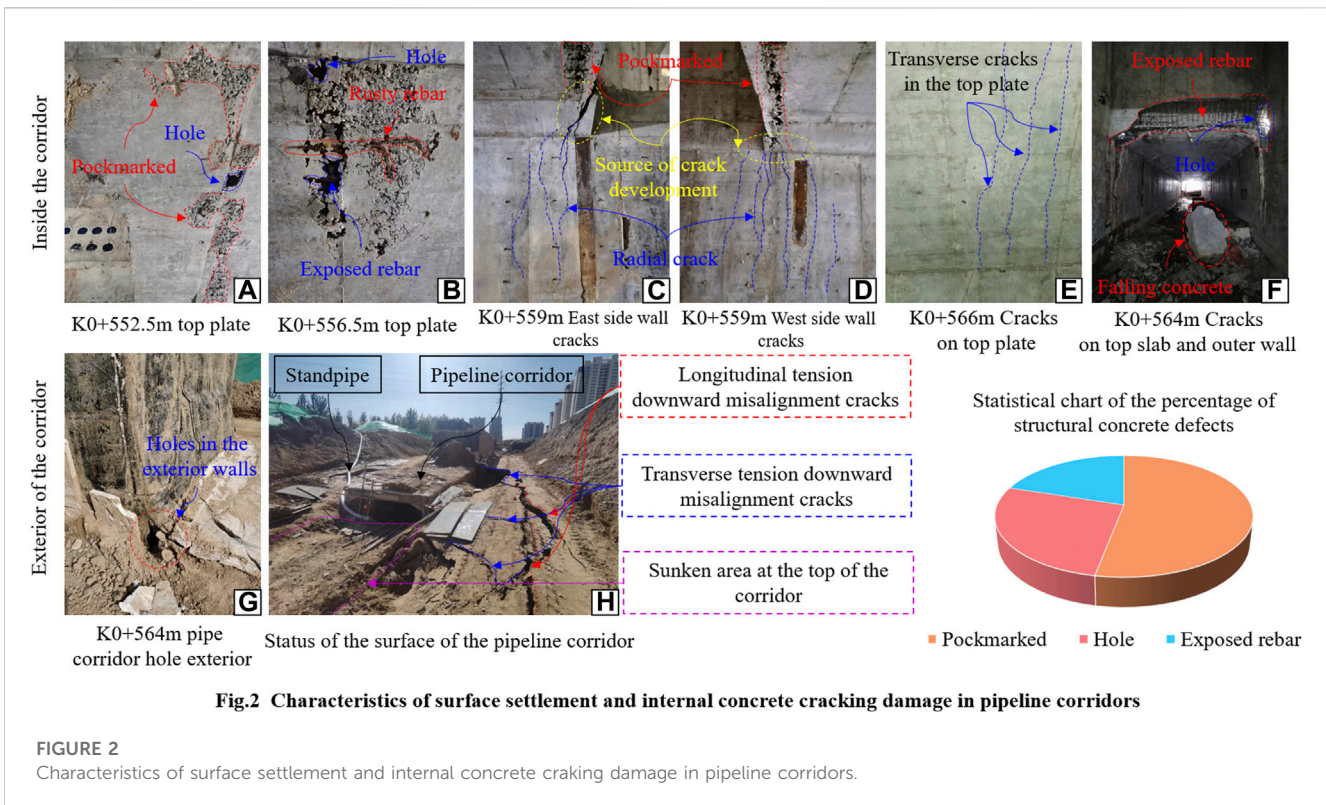 Inside the corridor
Hole
Pockmarked
A
K0+552.5m top plate
Hole
Rusty rebar
Exposed rebar
B
K0+556.5m top plate
Pockmarked
Source of crack
development
Radial crack
C
K0+559m East side wall
cracks
D
K0+559m West side wall
cracks
Transverse cracks
in the top plate
E
K0+566m Cracks
on top plate
Exposed rebar
Hole
Falling concrete
F
K0+564m Cracks
on top slab and outer wall
Exterior of the corridor
Holes in the
exterior walls
G
K0+564m pipe
corridor hole exterior
Standpipe
Pipeline corridor
H
Status of the surface of the pipeline corridor
Longitudinal tension
downward misalignment cracks
Transverse tension downward
misalignment cracks
Sunken area at the top of the
corridor
Statistical chart of the percentage of
structural concrete defects
Pockmarked
Hole
Exposed rebar
Fig.2 Characteristics of surface settlement and internal concrete cracking damage in pipeline corridors
FIGURE 2
Characteristics of surface settlement and internal concrete craking damage in pipeline corridors.